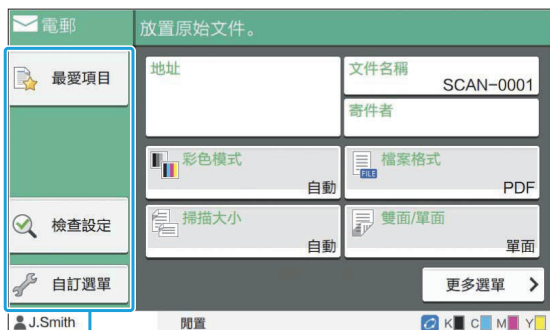 電郵
放置原始文件。
最愛項目
地址
文件名稱
SCAN-0001
寄件者
彩色模式
自動
檔案格式
FILE
PDF
檢查設定
掃描大小
自動
雙面/單面
單面
自訂選單
更多選單
J.Smith
閒置
K C M Y